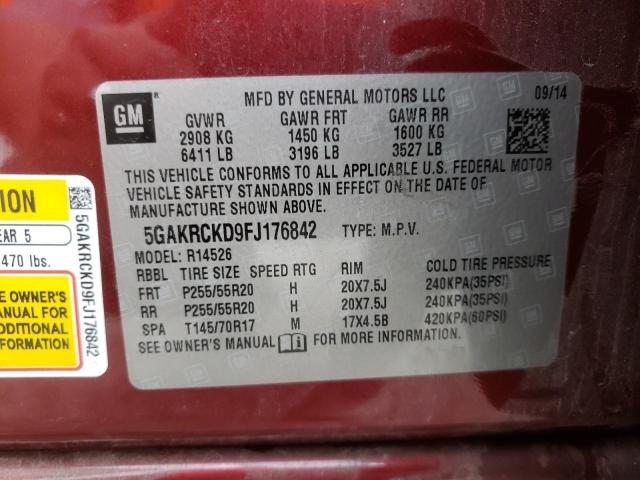 GM
MFD BY GENERAL MOTORS LLC 09/14
GVWR GAWR FRT GAWR RR
2908 KG 1450 KG 1600 KG
6411 LB 3196 LB 3527 LB
THIS VEHICLE CONFORMS TO ALL APPLICABLE U.S. FEDERAL MOTOR
VEHICLE SAFETY STANDARDS IN EFFECT ON THE DATE OF
MANUFACTURE SHOWN ABOVE.
5GAKRCKD9FJ176842 TYPE: M.P.V.
MODEL: R14526
RBBL TIRE SIZE SPEED RTG RIM COLD TIRE PRESSURE
FRT P255/55R20 H 20X7.5J 240KPA(35PSI)
RR P255/55R20 H 20X7.5J 240KPA(35PSI)
SPA T145/70R17 M 17X4.5B 420KPA(60PSI)
SEE OWNER'S MANUAL FOR MORE INFORMATION.
ION
EAR 5
470 lbs.
E OWNER'S
DDITIONAL
FORMATION
5GAKRCKD9FJ176842